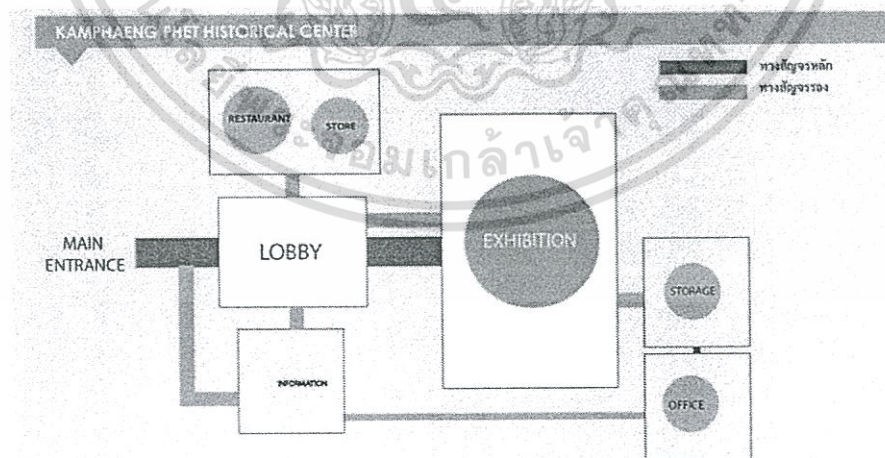 KAMPHAENG PHET HISTORICAL CENTER
ทางสัญจรหลัก
ทางสัญจรรอง
RESTAURANT
STORE
MAIN
ENTRANCE
LOBBY
EXHIBITION
STORAGE
INFORMATION
OFFICE